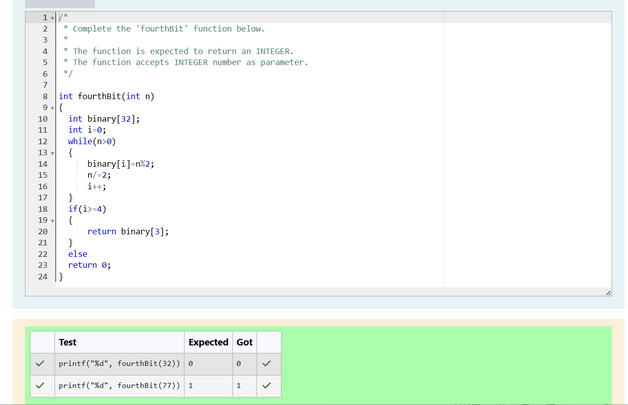 1 /*
2  * Complete the 'fourthBit' function below.
3  *
4  * The function is expected to return an INTEGER.
5  * The function accepts INTEGER number as parameter.
6  */
7
8 int fourthBit(int n)
9 {
10   int binary[32];
11   int i=0;
12   while(n>0)
13   {
14       binary[i]=n%2;
15       n/=2;
16       i++;
17   }
18   if(i>=4)
19   {
20       return binary[3];
21   }
22   else
23   return 0;
24 }
Test Expected Got
printf("%d", fourthBit(32)) 0 0
printf("%d", fourthBit(77)) 1 1